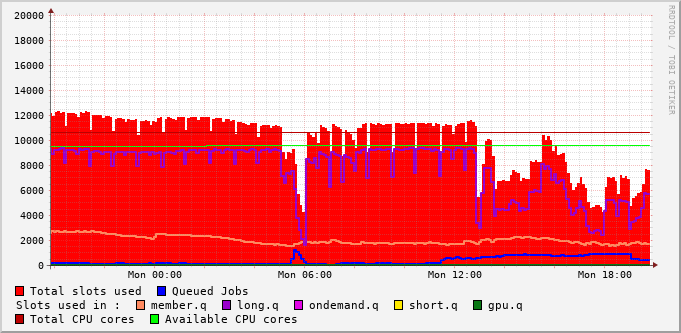 RRDTOOL / TOBI OETIKER
20000
18000
16000
14000
12000
10000
8000
6000
4000
2000
0
Mon 00:00 Mon 06:00 Mon 12:00 Mon 18:00
Total slots used Queued Jobs
Slots used in : member.q long.q ondemand.q short.q gpu.q
Total CPU cores Available CPU cores